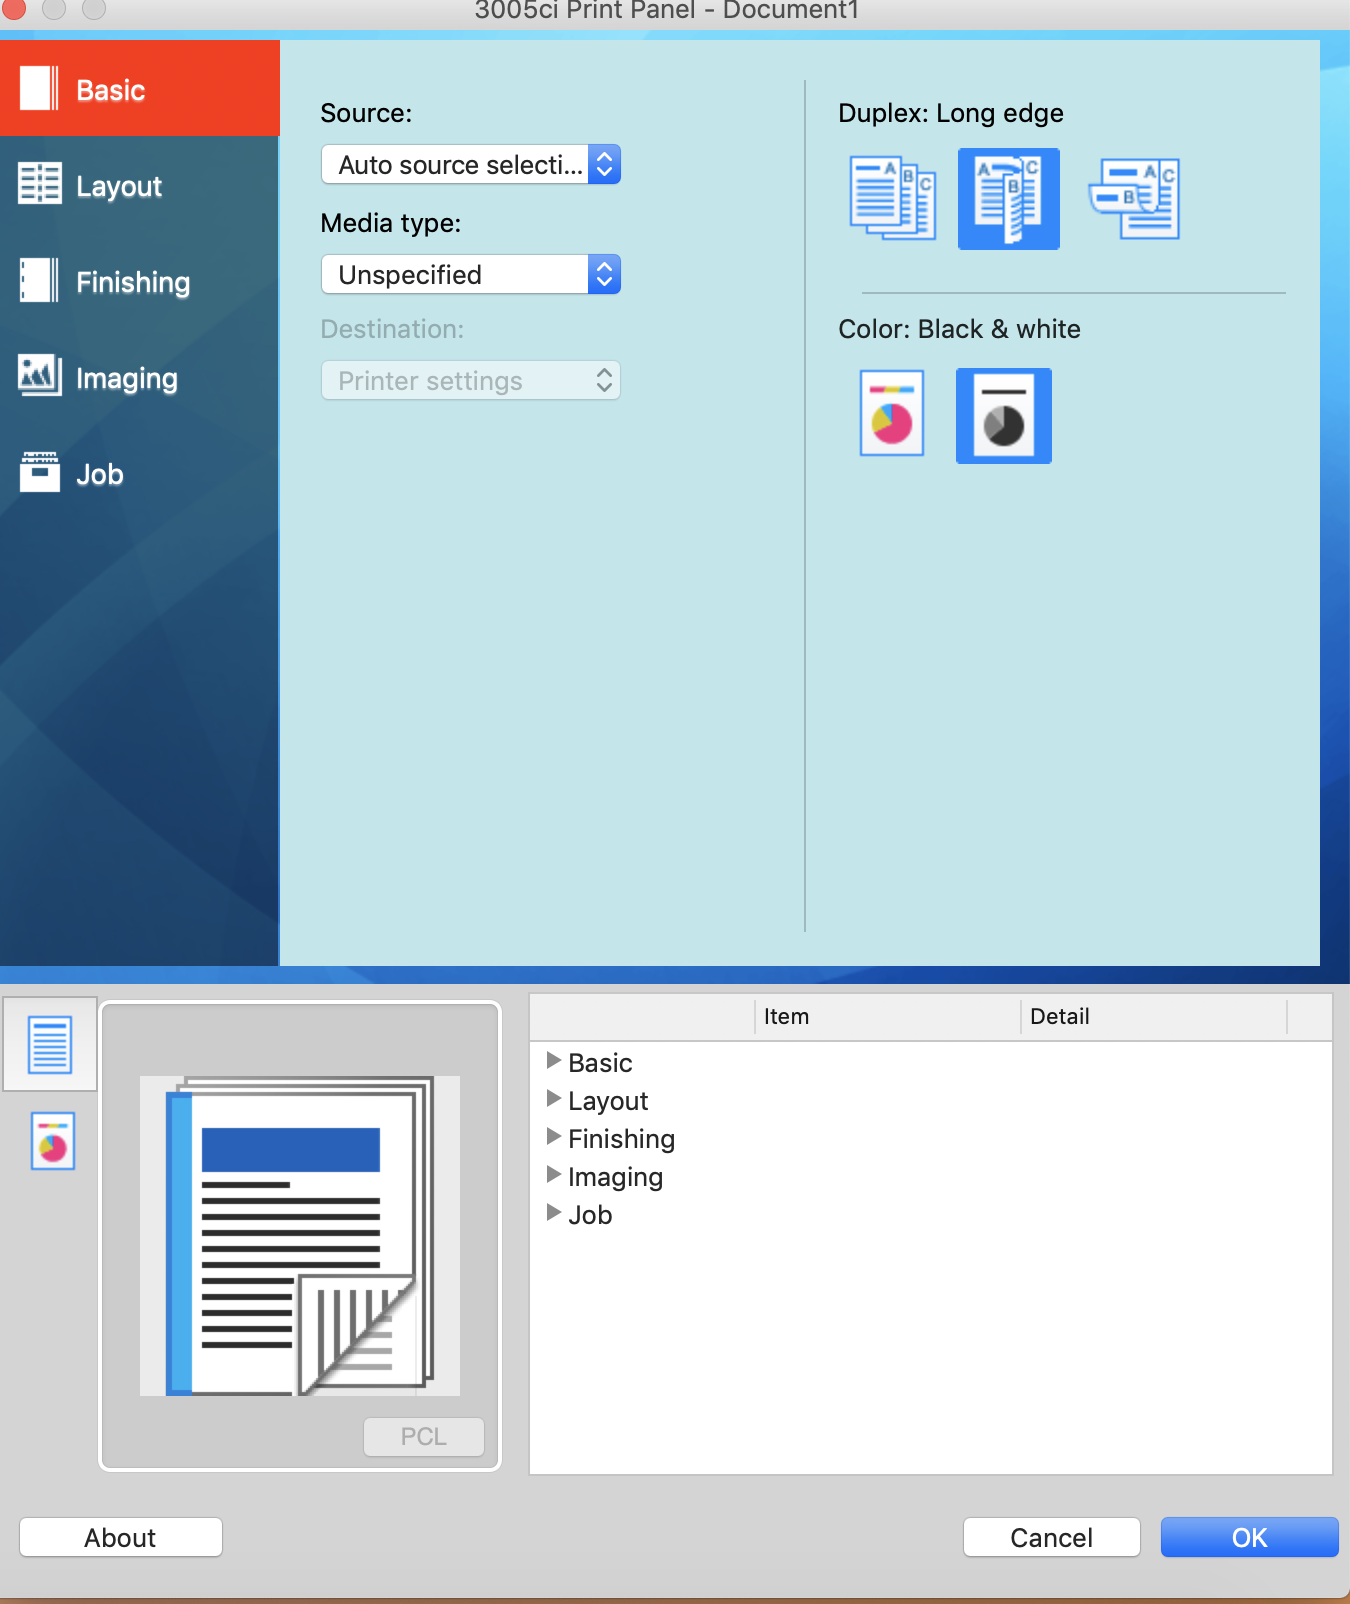 3005ci Print Panel - Document1
Basic
Layout
Finishing
Imaging
Job
Source:
Auto source selecti...
Media type:
Unspecified
Destination:
Printer settings
Duplex: Long edge
A B C
A B C
A B C
Color: Black & white
PCL
Item Detail
Basic
Layout
Finishing
Imaging
Job
About
Cancel
OK